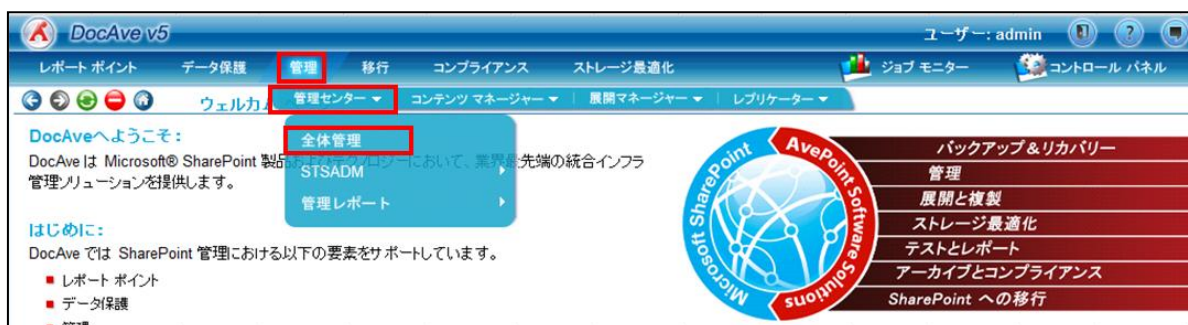 DocAve v5
ユーザー: admin
レポート ポイント データ保護 管理 移行 コンプライアンス ストレージ最適化 ジョブ モニター コントロール パネル
ウェルカム 管理センター コンテンツ マネージャー 展開マネージャー レプリケーター
全体管理
STSADM
管理レポート
DocAveへようこそ:
DocAve は Microsoft® SharePoint 製品およびテクノロジーにおいて、業界最先端の統合インフラ
管理ソリューションを提供します。
はじめに:
DocAve では SharePoint 管理における以下の要素をサポートしています。
レポート ポイント
データ保護
管理
Microsoft SharePoint
AvePoint Software Solutions
バックアップ&リカバリー
管理
展開と複製
ストレージ最適化
テストとレポート
アーカイブとコンプライアンス
SharePoint への移行